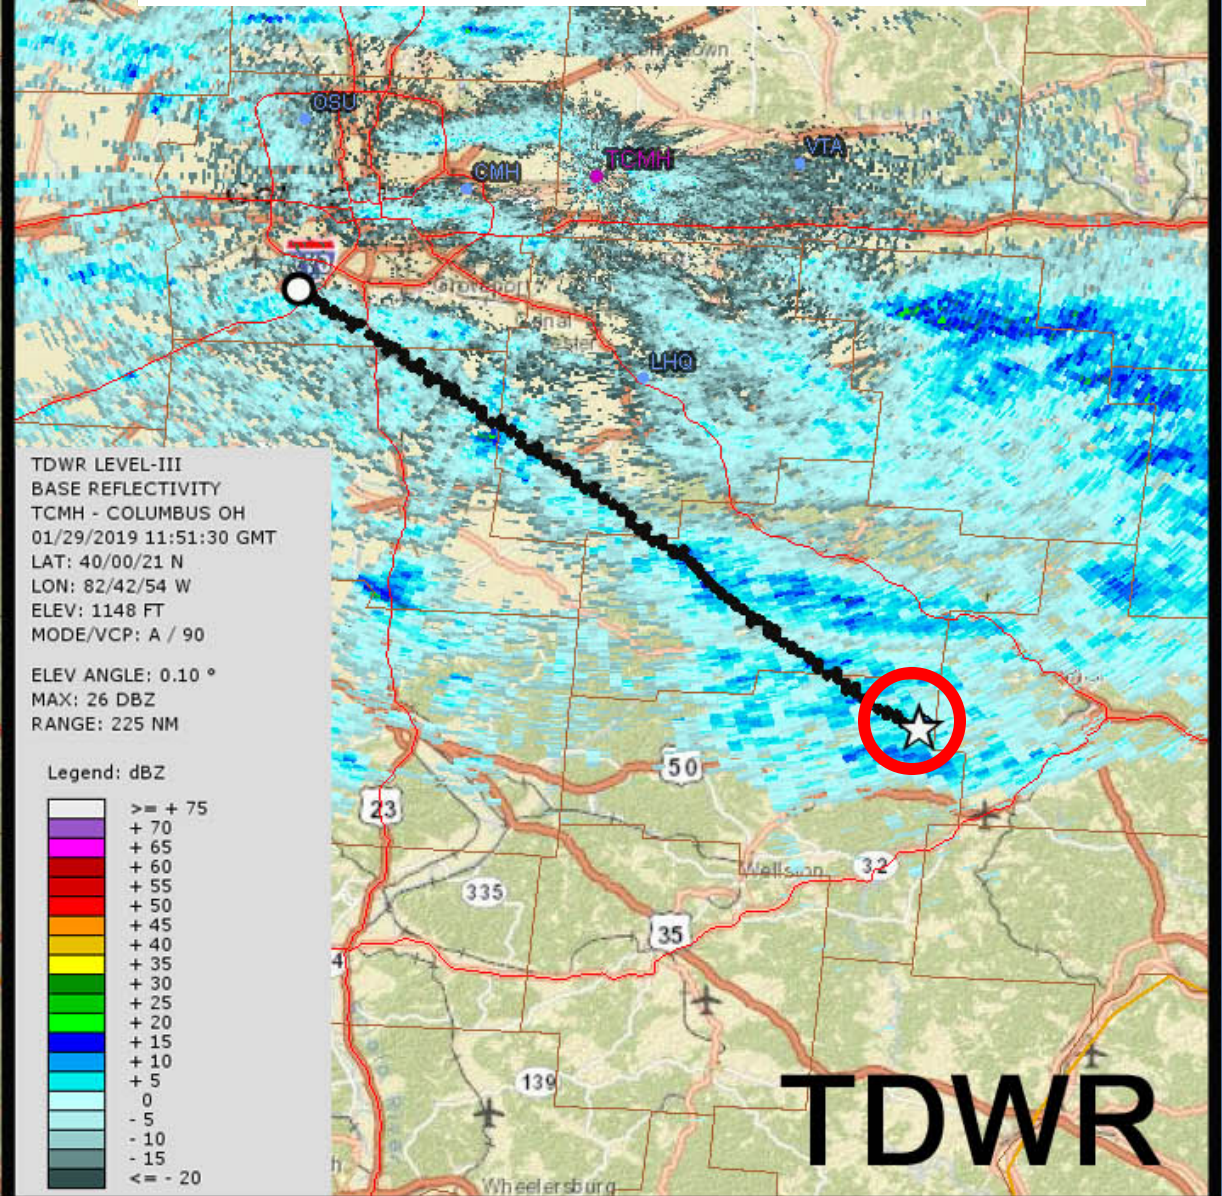 OSU
TCMH
VTA
CMH
LHQ
TDWR LEVEL-III
BASE REFLECTIVITY
TCMH - COLUMBUS OH
01/29/2019 11:51:30 GMT
LAT: 40/00/21 N
LON: 82/42/54 W
ELEV: 1148 FT
MODE/VCP: A / 90
ELEV ANGLE: 0.10 °
MAX: 26 DBZ
RANGE: 225 NM
Legend: dBZ
>= + 75
+ 70
+ 65
+ 60
+ 55
+ 50
+ 45
+ 40
+ 35
+ 30
+ 25
+ 20
+ 15
+ 10
+ 5
0
- 5
- 10
- 15
<= - 20
50
23
Wellston
32
335
35
4
139
TDWR
Wheelersburg